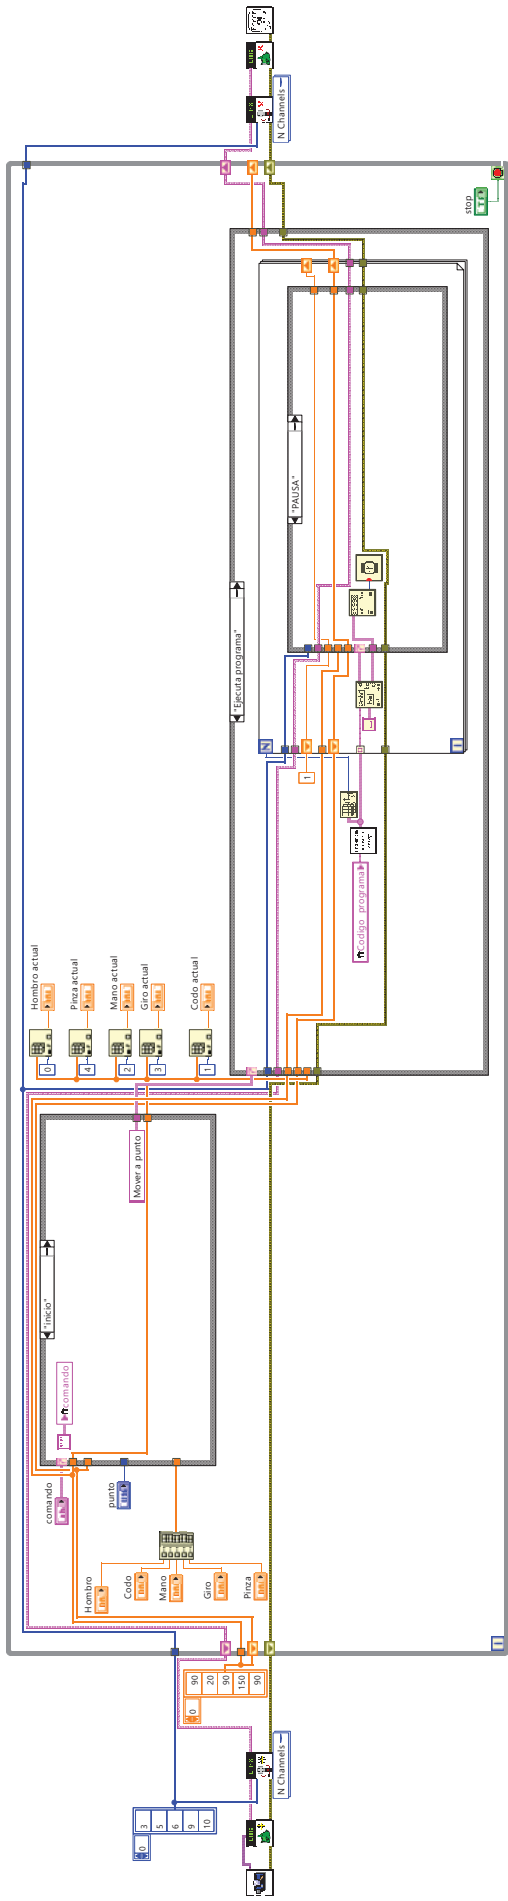 0
3
5
6
9
10
N Channels
0
90
20
90
150
90
Hombro
Codo
Mano
Giro
Pinza
comando
punto
comando
"inicio"
Mover a punto
0
Hombro actual
4
Pinza actual
2
Mano actual
3
Giro actual
1
Codo actual
"Ejecuta programa"
Codigo programa
1
N
i
"PAUSA"
stop
i
N Channels